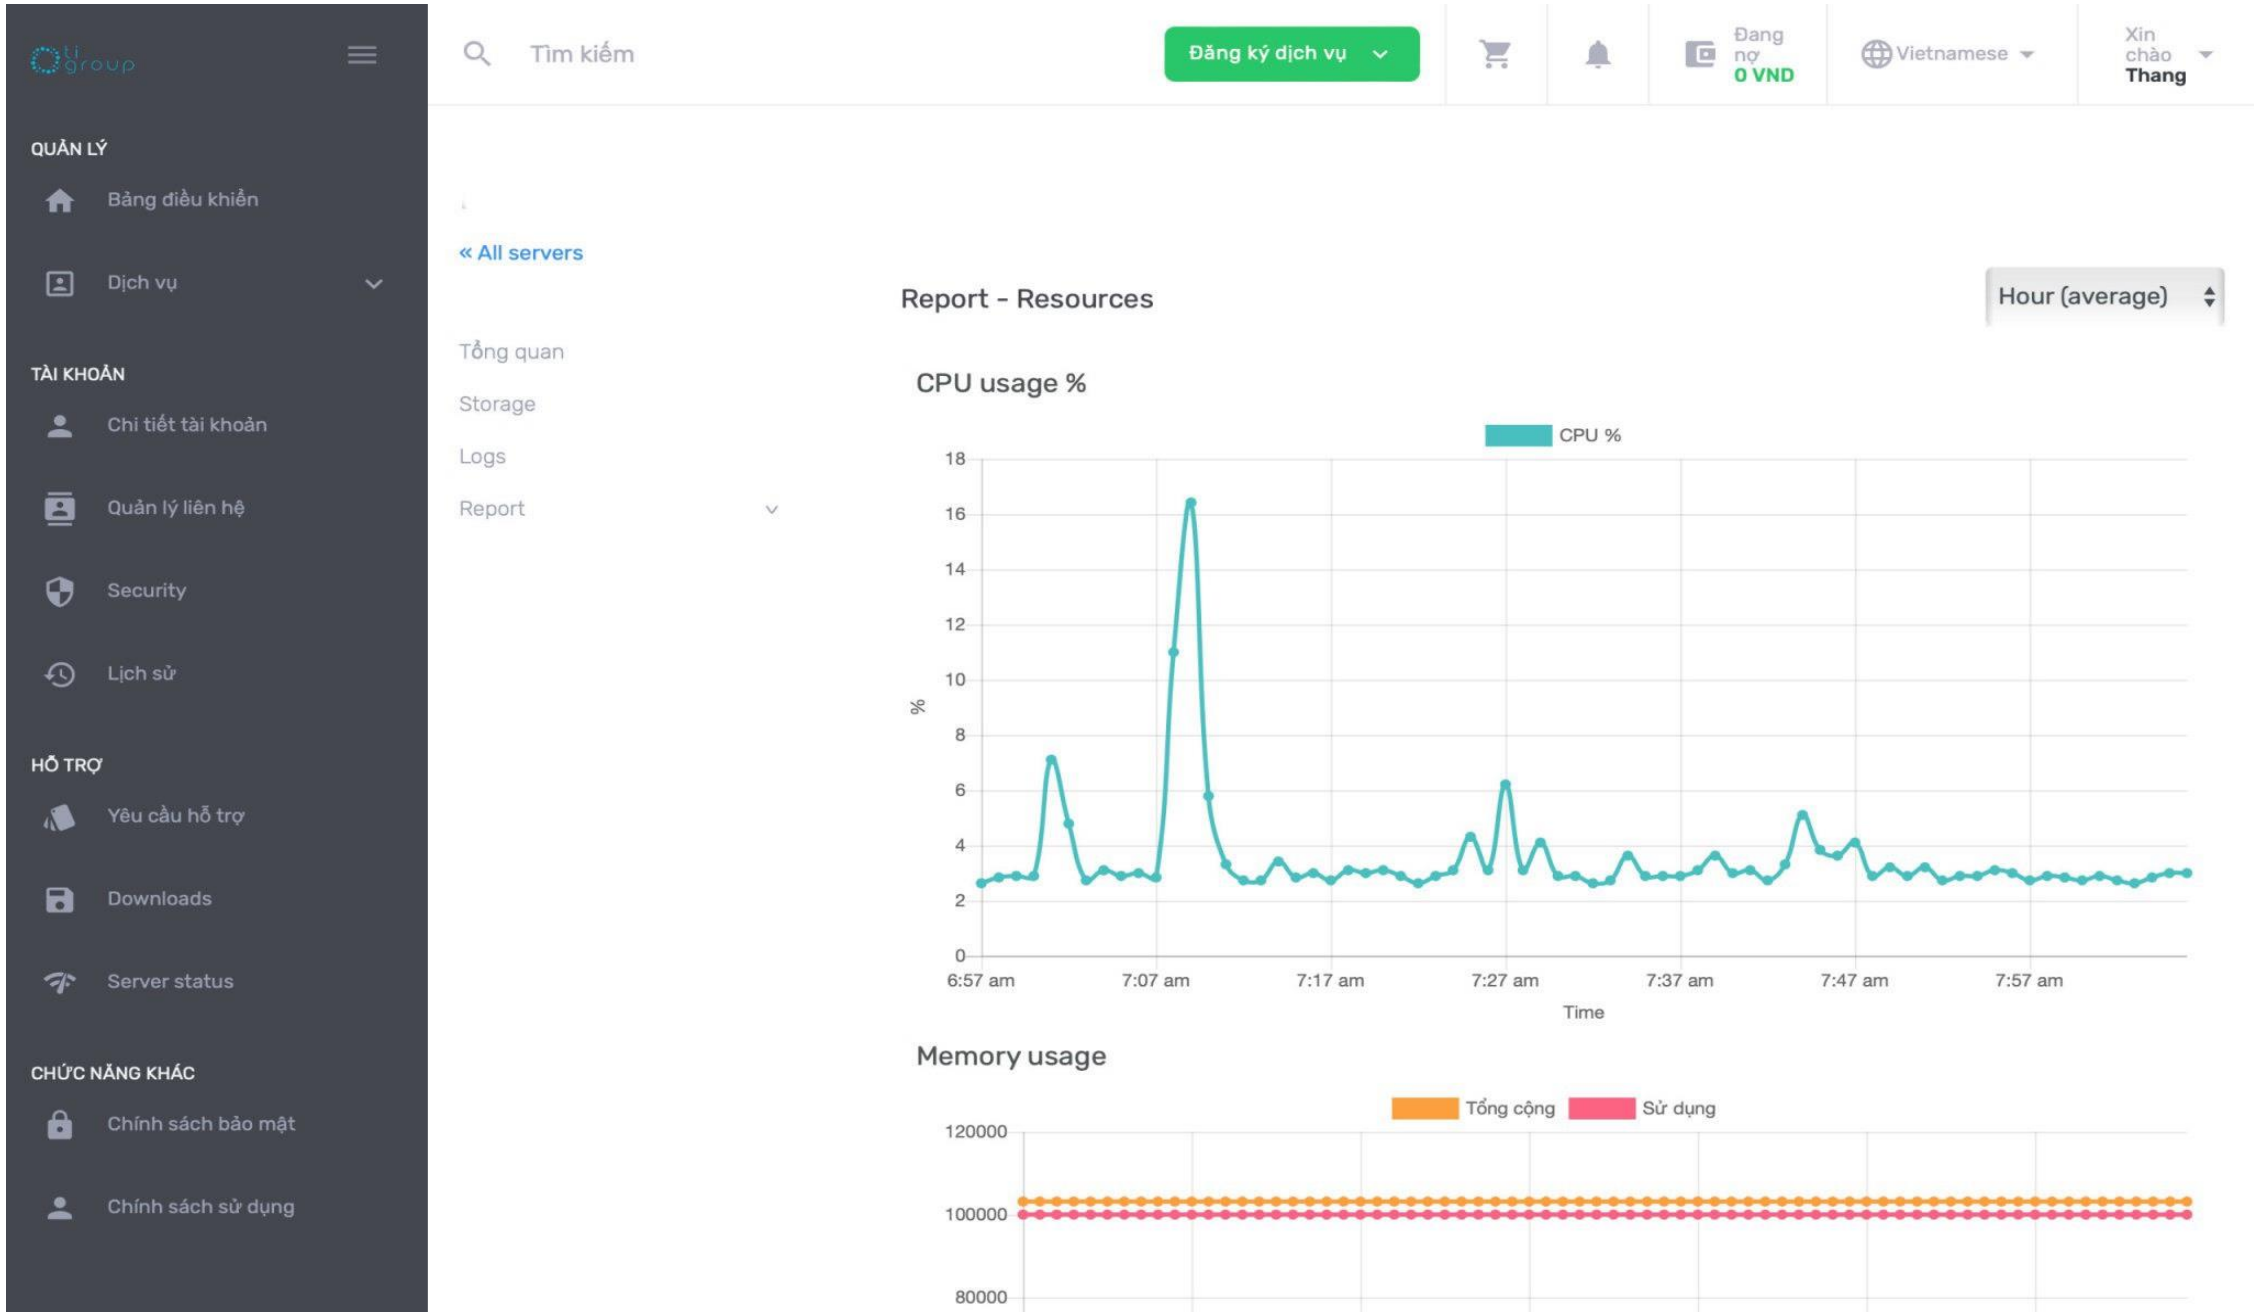 Oti
group
Tìm kiếm
Đăng ký dịch vụ
Đang
nợ
0 VND
Vietnamese
Xin
chào
Thang
QUẢN LÝ
Bảng điều khiển
Dịch vụ
TÀI KHOẢN
Chi tiết tài khoản
Quản lý liên hệ
Security
Lịch sử
HỖ TRỢ
Yêu cầu hỗ trợ
Downloads
Server status
CHỨC NĂNG KHÁC
Chính sách bảo mật
Chính sách sử dụng
« All servers
Tổng quan
Storage
Logs
Report
Report - Resources
Hour (average)
CPU usage %
CPU %
18
16
14
12
10
8
6
4
2
0
%
6:57 am 7:07 am 7:17 am 7:27 am 7:37 am 7:47 am 7:57 am
Time
Memory usage
Tổng cộng Sử dụng
120000
100000
80000